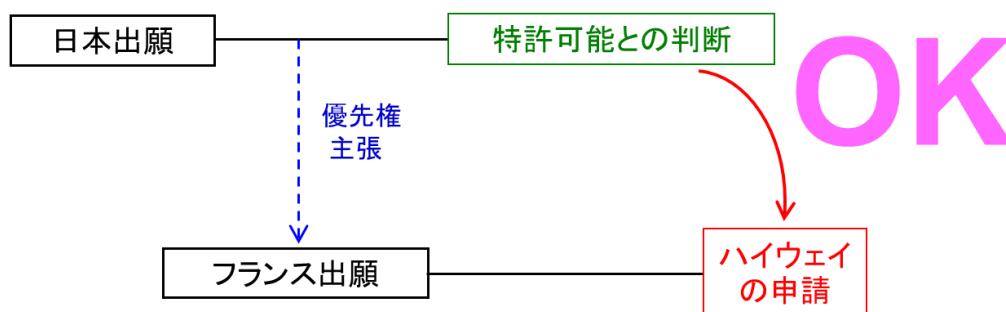 日本出願
特許可能との判断
OK
優先権
主張
フランス出願
ハイウェイ
の申請